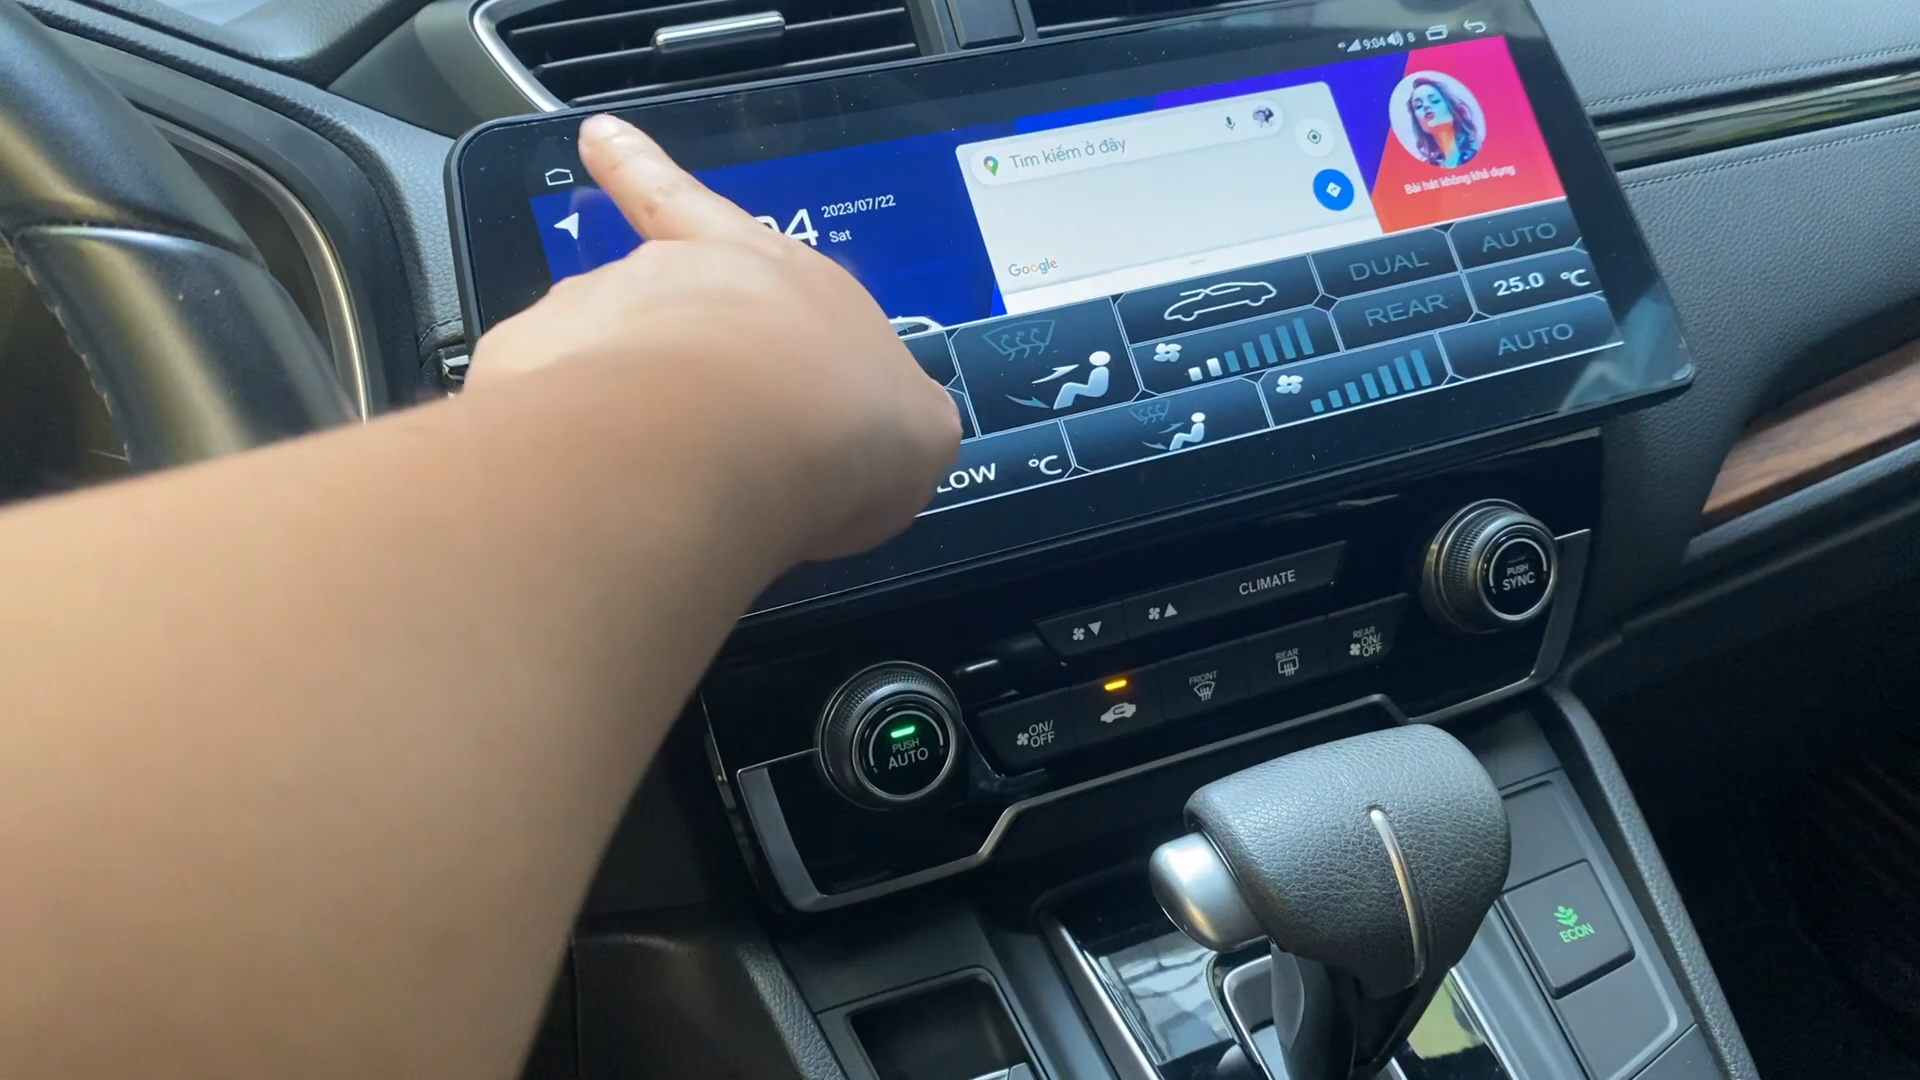 9:04 8
Tìm kiếm ở đây
Bài hát không khả dụng
2023/07/22
Sat
Google
DUAL
AUTO
25.0 °C
REAR
AUTO
LOW °C
CLIMATE
PUSH
SYNC
REAR
ON/
OFF
REAR
FRONT
ON/
OFF
PUSH
AUTO
ECON